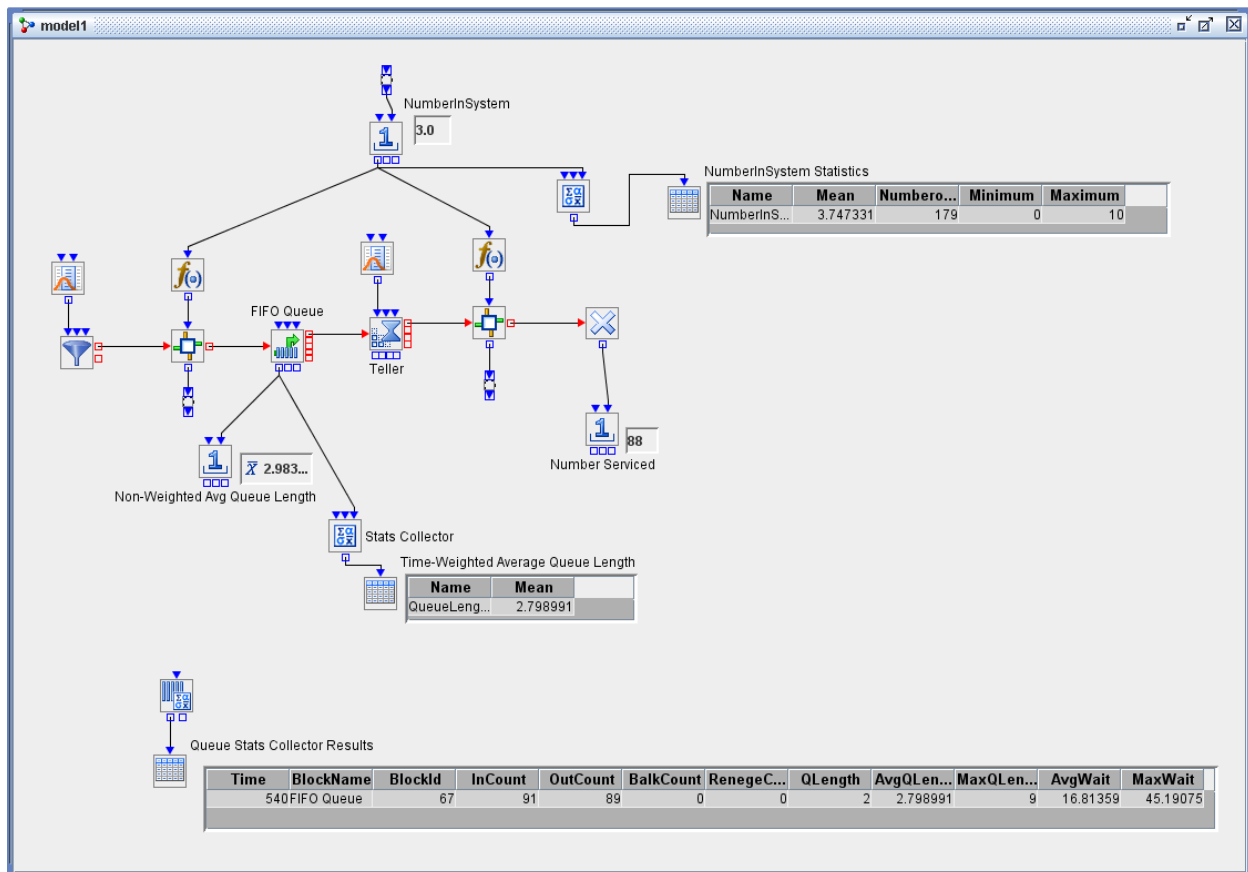 model1
NumberInSystem
3.0
NumberInSystem Statistics
Name Mean Numbero... Minimum Maximum
NumberInS... 3.747331 179 0 10
FIFO Queue
Teller
88
Number Serviced
X 2.983...
Non-Weighted Avg Queue Length
Stats Collector
Time-Weighted Average Queue Length
Name Mean
QueueLeng... 2.798991
Queue Stats Collector Results
Time BlockName BlockId InCount OutCount BalkCount RenegeC... QLength AvgQLen... MaxQLen... AvgWait MaxWait
540 FIFO Queue 67 91 89 0 0 2 2.798991 9 16.81359 45.19075